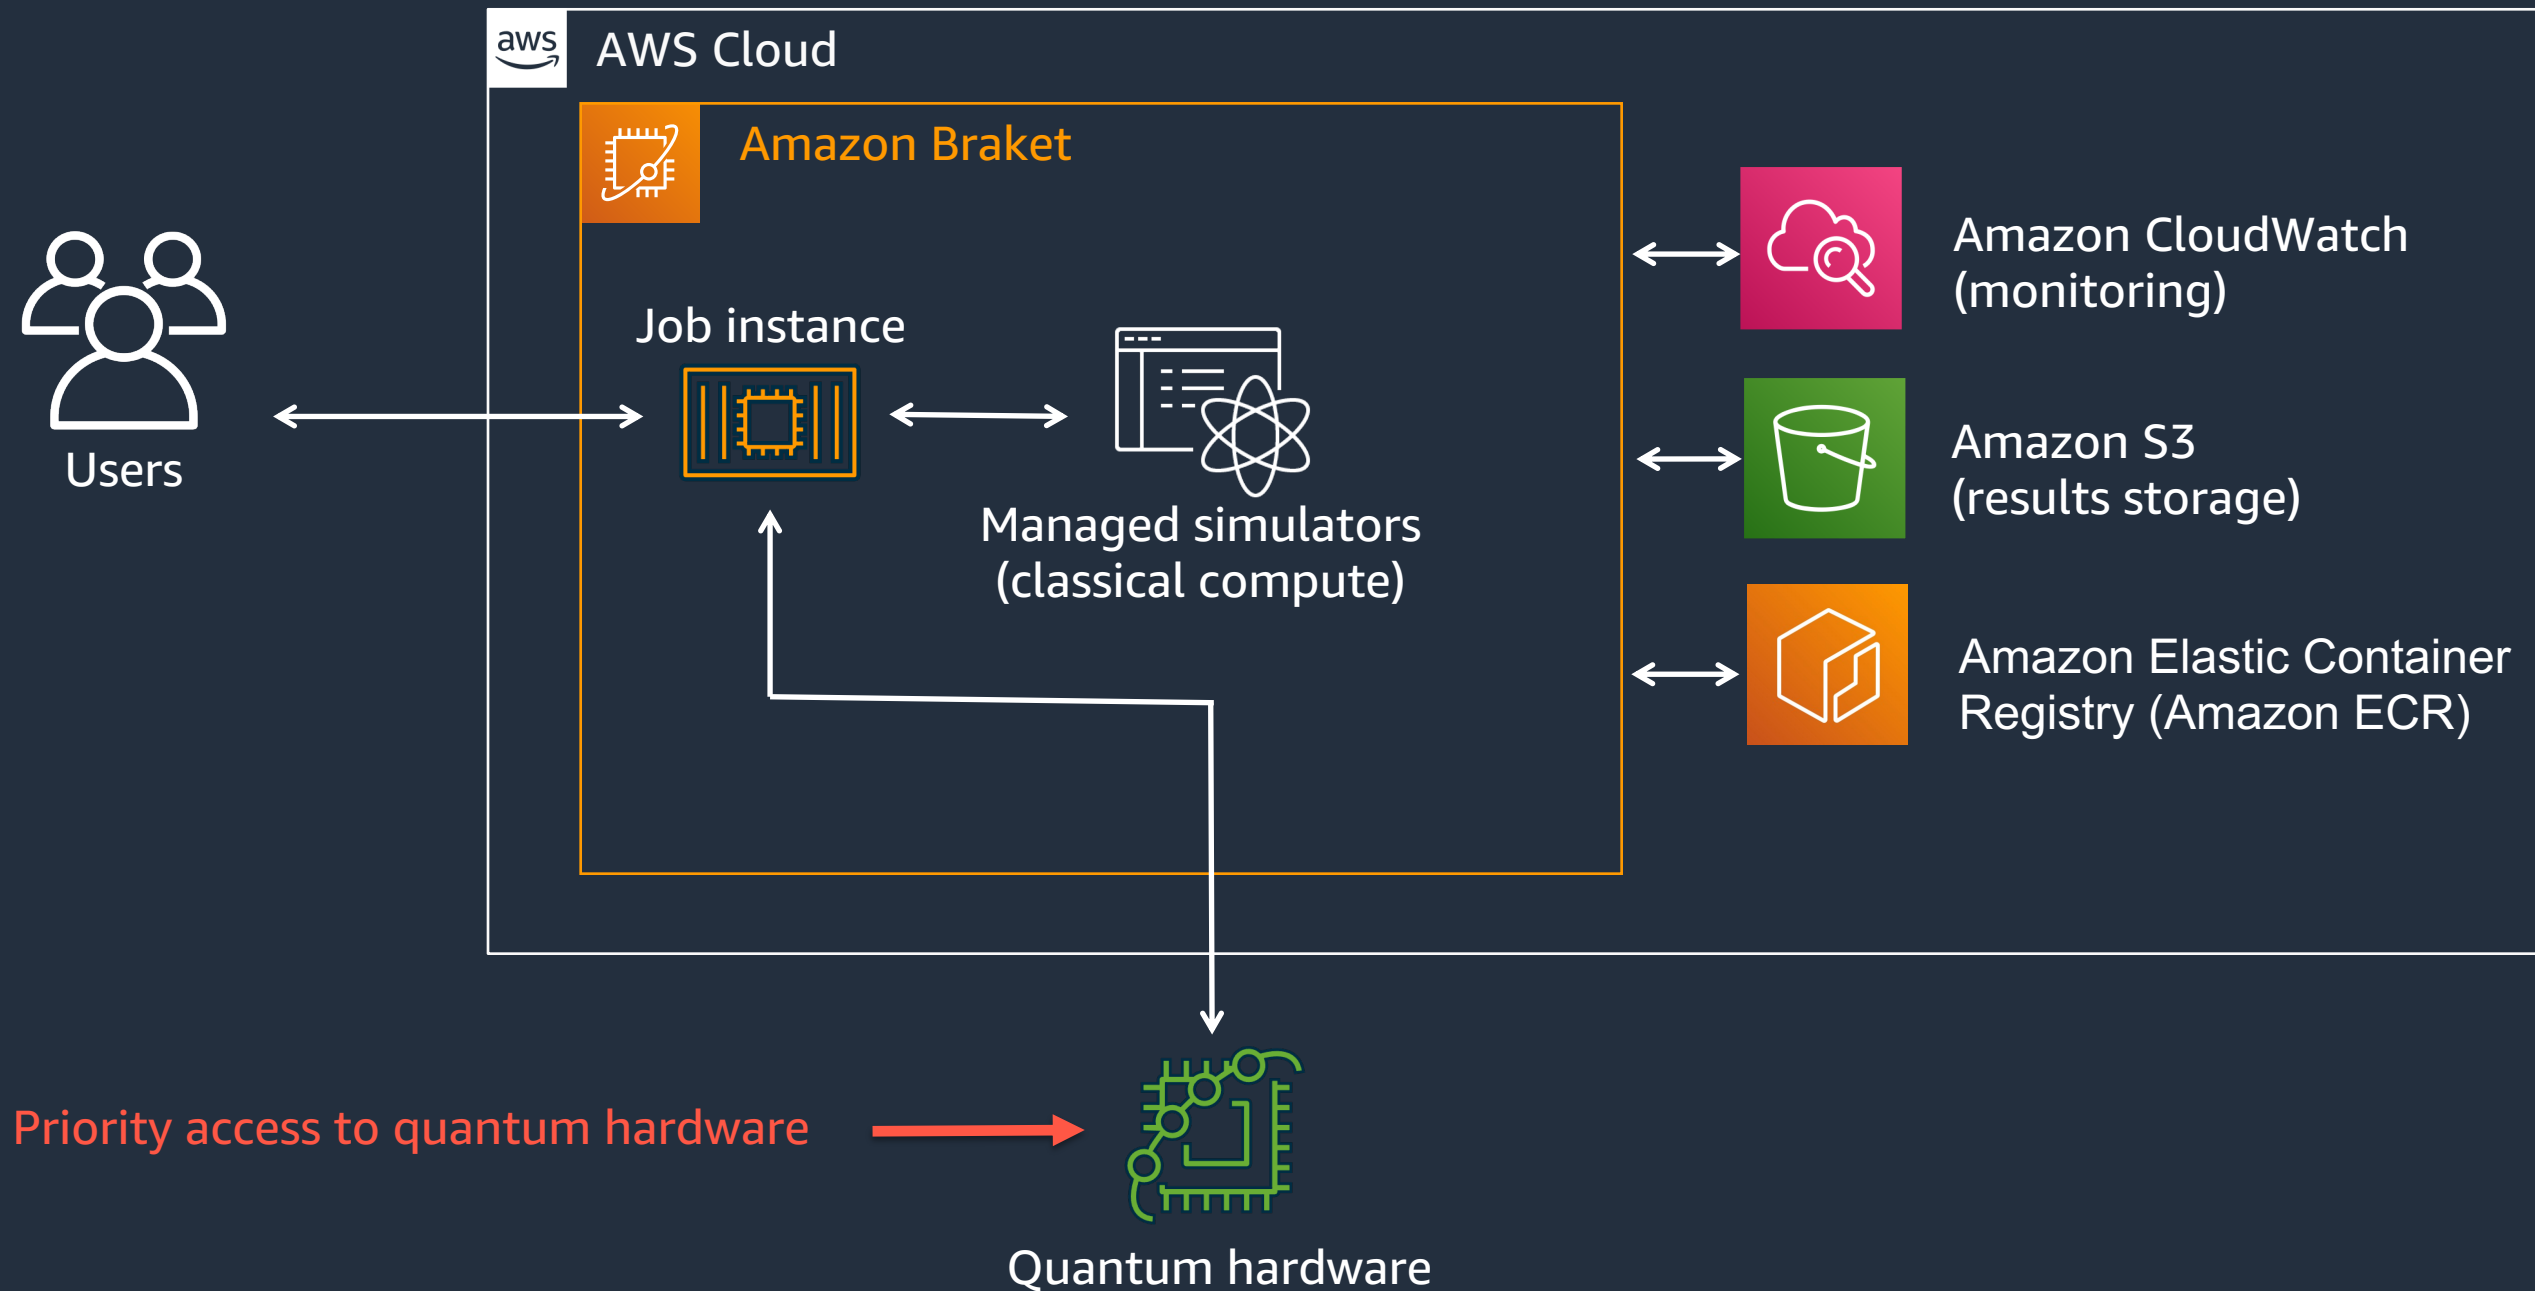 aws
AWS Cloud
Amazon Braket
Users
Job instance
Managed simulators
(classical compute)
Amazon CloudWatch
(monitoring)
Amazon S3
(results storage)
Amazon Elastic Container
Registry (Amazon ECR)
Priority access to quantum hardware
Quantum hardware